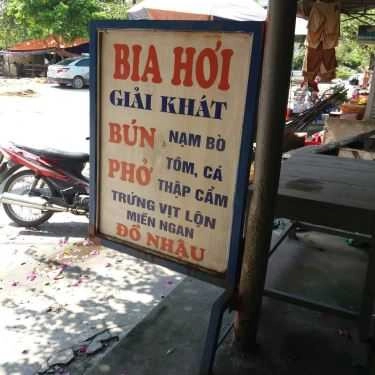 BIA HƠI
GIẢI KHÁT
BÚN NẠM BÒ
PHỞ TÔM, CÁ
THẬP CẨM
TRỨNG VỊT LỘN
MIẾN NGAN
ĐỒ NHẬU